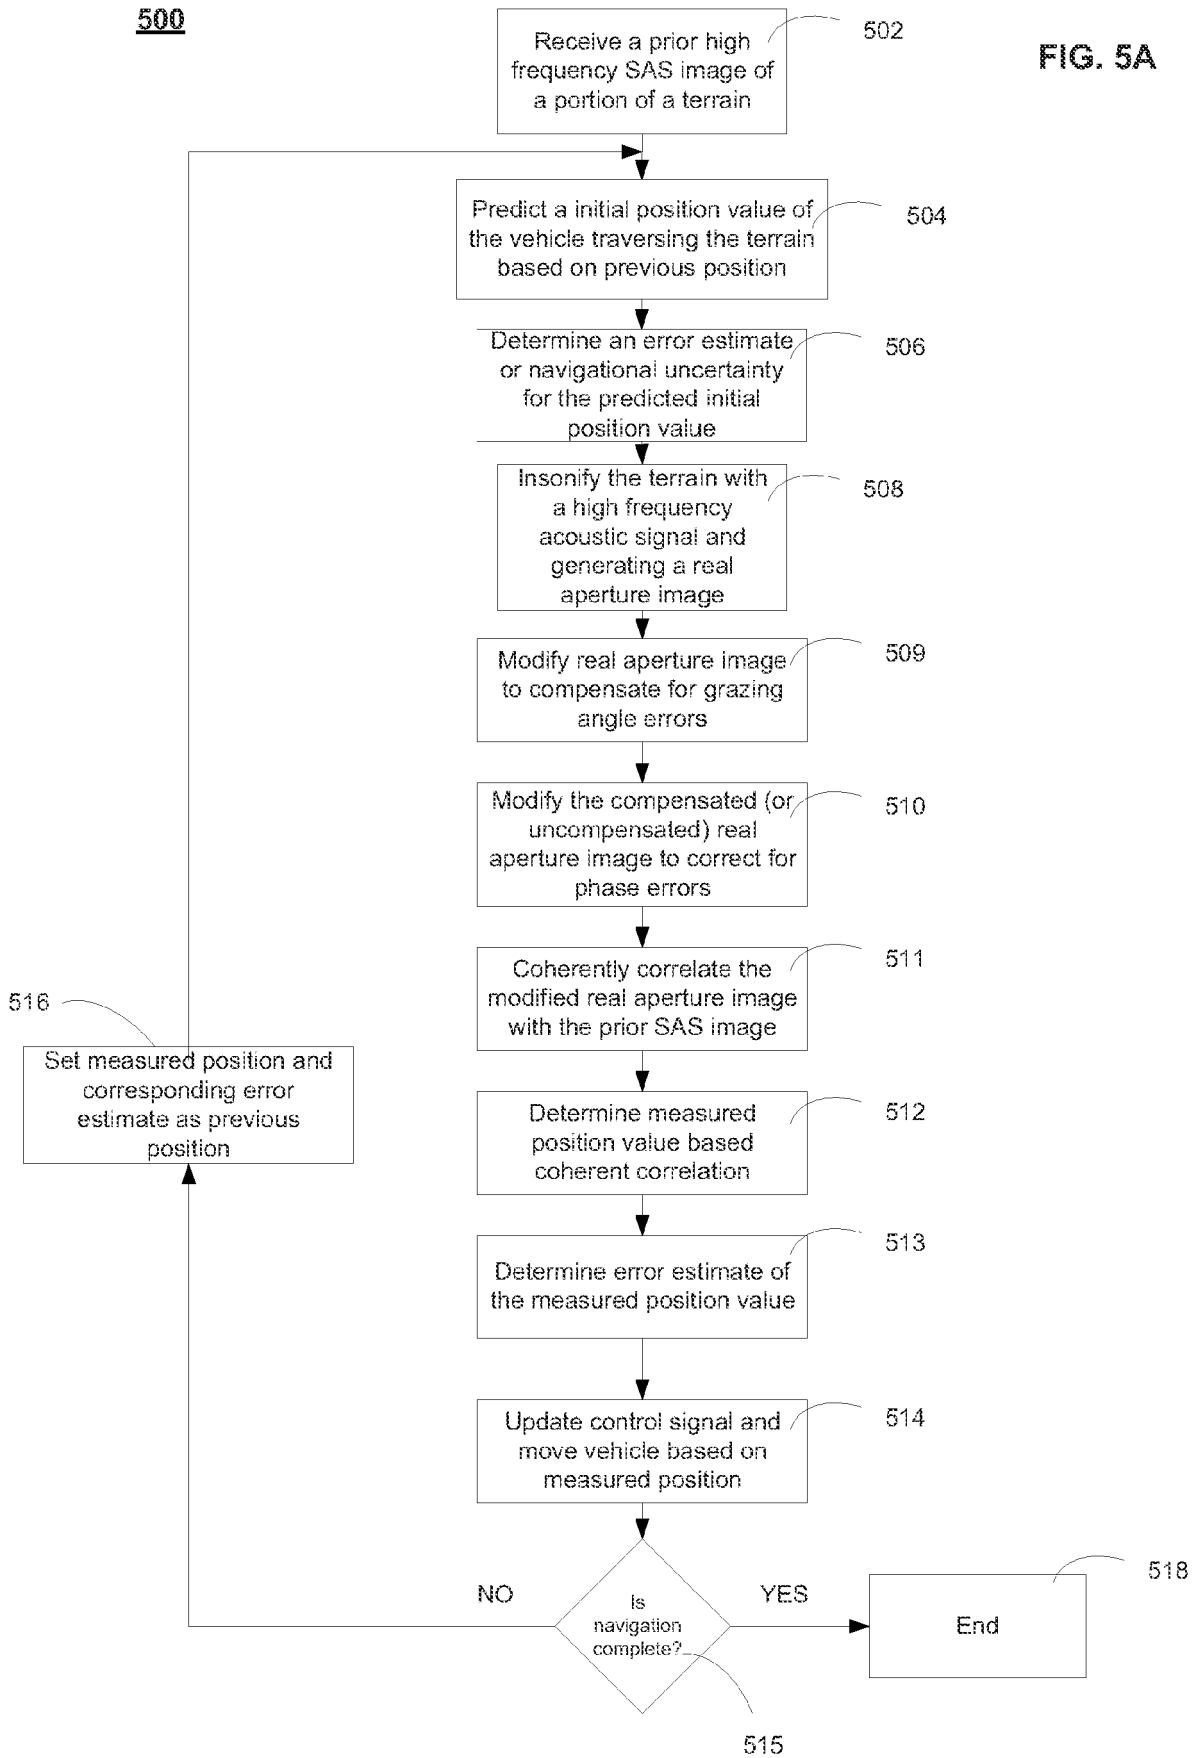 500
FIG. 5A
Receive a prior high
frequency SAS image of
a portion of a terrain
502
Predict a initial position value of
the vehicle traversing the terrain
based on previous position
504
Determine an error estimate
or navigational uncertainty
for the predicted initial
position value
506
Insonify the terrain with
a high frequency
acoustic signal and
generating a real
aperture image
508
Modify real aperture image
to compensate for grazing
angle errors
509
Modify the compensated (or
uncompensated) real
aperture image to correct for
phase errors
510
Coherently correlate the
modified real aperture image
with the prior SAS image
511
516
Set measured position and
corresponding error
estimate as previous
position
Determine measured
position value based
coherent correlation
512
Determine error estimate of
the measured position value
513
Update control signal and
move vehicle based on
measured position
514
NO
Is
navigation
complete?
515
YES
End
518